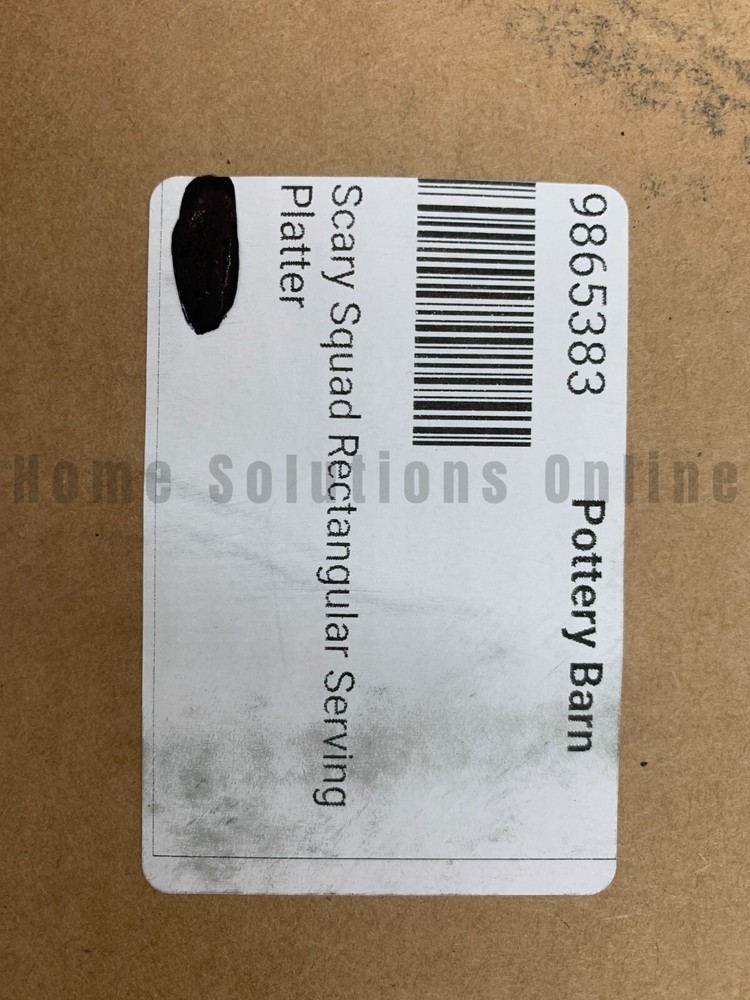 9865383
Pottery Barn
Scary Squad Rectangular Serving
Platter
Home Solutions Online